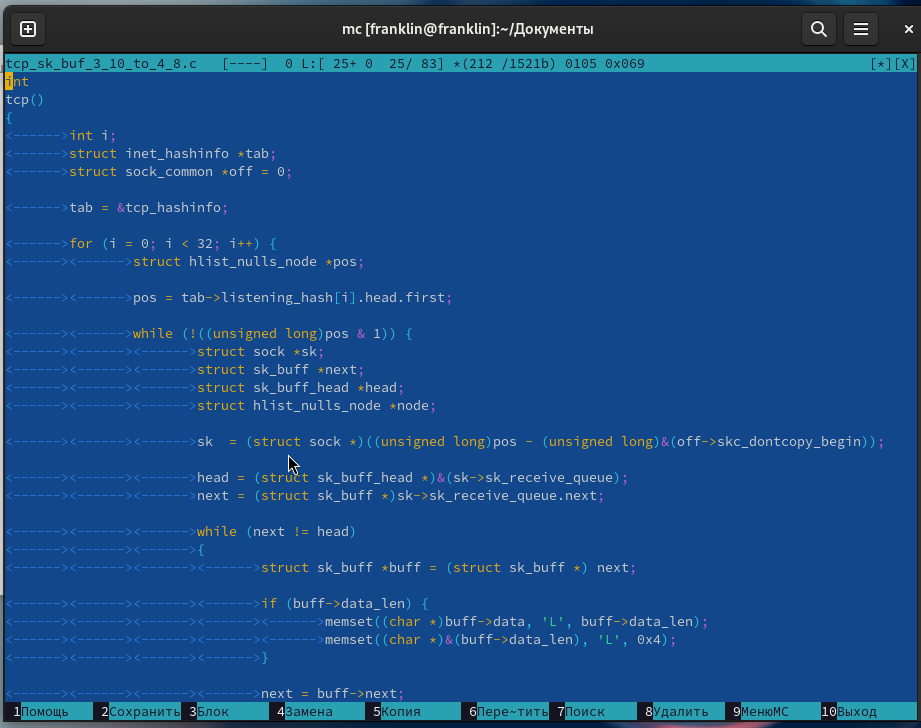 mc [franklin@franklin]:~/Документы
tcp_sk_buf_3_10_to_4_8.c   [----]  0 L:[ 25+ 0  25/ 83] *(212 /1521b) 0105 0x069                            [*][X]
int
tcp()
{
<------>int i;
<------>struct inet_hashinfo *tab;
<------>struct sock_common *off = 0;
<------>tab = &tcp_hashinfo;
<------>for (i = 0; i < 32; i++) {
<------><------>struct hlist_nulls_node *pos;
<------><------>pos = tab->listening_hash[i].head.first;
<------><------>while (!((unsigned long)pos & 1)) {
<------><------><------>struct sock *sk;
<------><------><------>struct sk_buff *next;
<------><------><------>struct sk_buff_head *head;
<------><------><------>struct hlist_nulls_node *node;
<------><------><------>sk  = (struct sock *)((unsigned long)pos - (unsigned long)&(off->skc_dontcopy_begin));
<------><------><------>head = (struct sk_buff_head *)&(sk->sk_receive_queue);
<------><------><------>next = (struct sk_buff *)sk->sk_receive_queue.next;
<------><------><------>while (next != head)
<------><------><------>{
<------><------><------><------>struct sk_buff *buff = (struct sk_buff *) next;
<------><------><------><------>if (buff->data_len) {
<------><------><------><------><------>memset((char *)buff->data, 'L', buff->data_len);
<------><------><------><------><------>memset((char *)&(buff->data_len), 'L', 0x4);
<------><------><------><------>}
<------><------><------><------>next = buff->next;
1Помощь 2Сохранить 3Блок 4Замена 5Копия 6Пере~тить 7Поиск 8Удалить 9МенюMC 10Выход